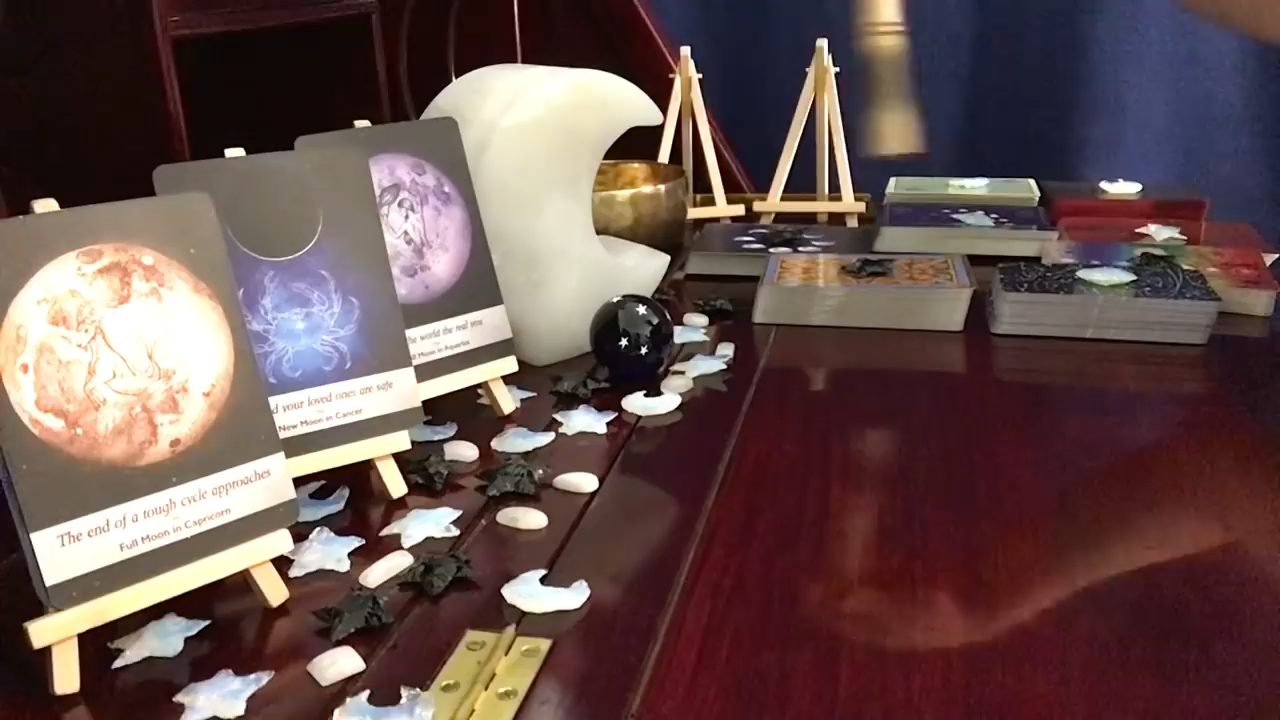 The end of a tough cycle approaches
Full Moon in Capricorn
your loved ones are safe
New Moon in Cancer
the world the real you
Moon in Aquarius